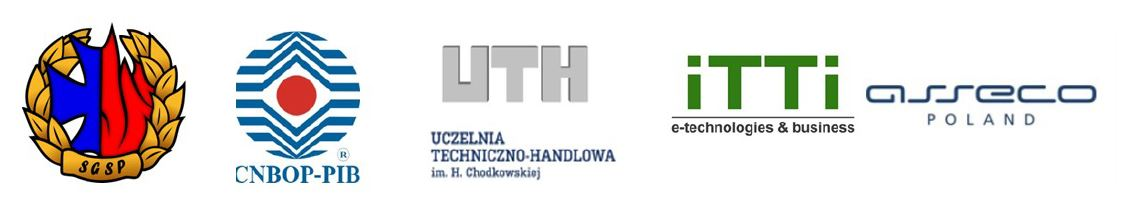 SGSP
CNBOP-PIB
®
UTH
UCZELNIA
TECHNICZNO-HANDLOWA
im. H. Chodkowskiej
iTTi
e-technologies & business
asseco
POLAND